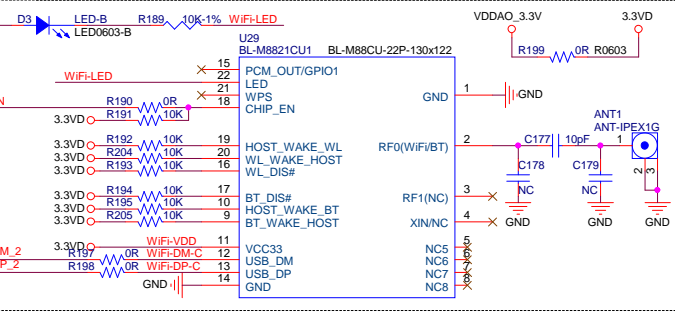 D3 LED-B R189 10K-1% WiFi-LED
LED0603-B
VDDAO_3.3V 3.3VD
R199 0R R0603
U29
BL-M8821CU1 BL-M88CU-22P-130x122
15 PCM_OUT/GPIO1
WiFi-LED 22 LED
21 WPS
N R190 0R 18 CHIP_EN
3.3VD R191 10K
GND 1 GND
3.3VD R192 10K 19 HOST_WAKE_WL
3.3VD R204 10K 20 WL_WAKE_HOST
3.3VD R193 10K 16 WL_DIS#
RF0(WiFi/BT) 2 C177 10pF 1
ANT1
ANT-IPEX1G
2 3
C178 C179
NC NC
GND GND GND
3.3VD R194 10K 17 BT_DIS#
3.3VD R195 10K 10 HOST_WAKE_BT
3.3VD R205 10K 9 BT_WAKE_HOST
RF1(NC) 3
XIN/NC 4
3.3VD WiFi-VDD 11 VCC33
M_2 R197 0R WiFi-DM-C 12 USB_DM
P_2 R198 0R WiFi-DP-C 13 USB_DP
GND 14 GND
NC5 5
NC6 6
NC7 7
NC8 8